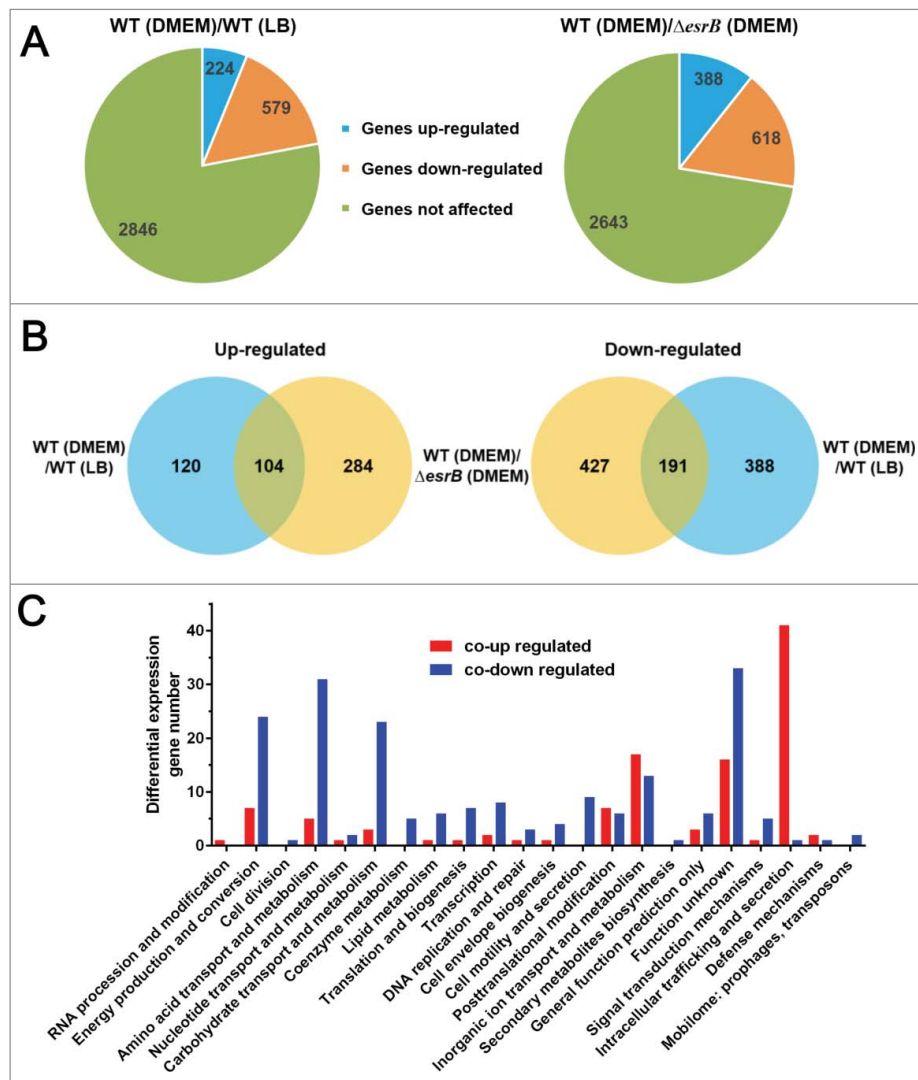 A
WT (DMEM)/WT (LB)
WT (DMEM)/ΔesrB (DMEM)
224
579
2846
Genes up-regulated
Genes down-regulated
Genes not affected
388
618
2643
B
Up-regulated
Down-regulated
WT (DMEM)
/WT (LB)
120
104
284
WT (DMEM)/
ΔesrB (DMEM)
427
191
388
WT (DMEM)
/WT (LB)
C
Differential expression
gene number
40
30
20
10
0
co-up regulated
co-down regulated
RNA procession and modification
Energy production and conversion
Cell division
Amino acid transport and metabolism
Nucleotide transport and metabolism
Carbohydrate transport and metabolism
Coenzyme metabolism
Lipid metabolism
Translation and biogenesis
Transcription
DNA replication and repair
Cell envelope biogenesis
Cell motility and secretion
Posttranslational modification
Inorganic ion transport and metabolism
Secondary metabolites biosynthesis
General function prediction only
Function unknown
Signal transduction mechanisms
Intracellular trafficking and secretion
Defense mechanisms
Mobilome: prophages, transposons